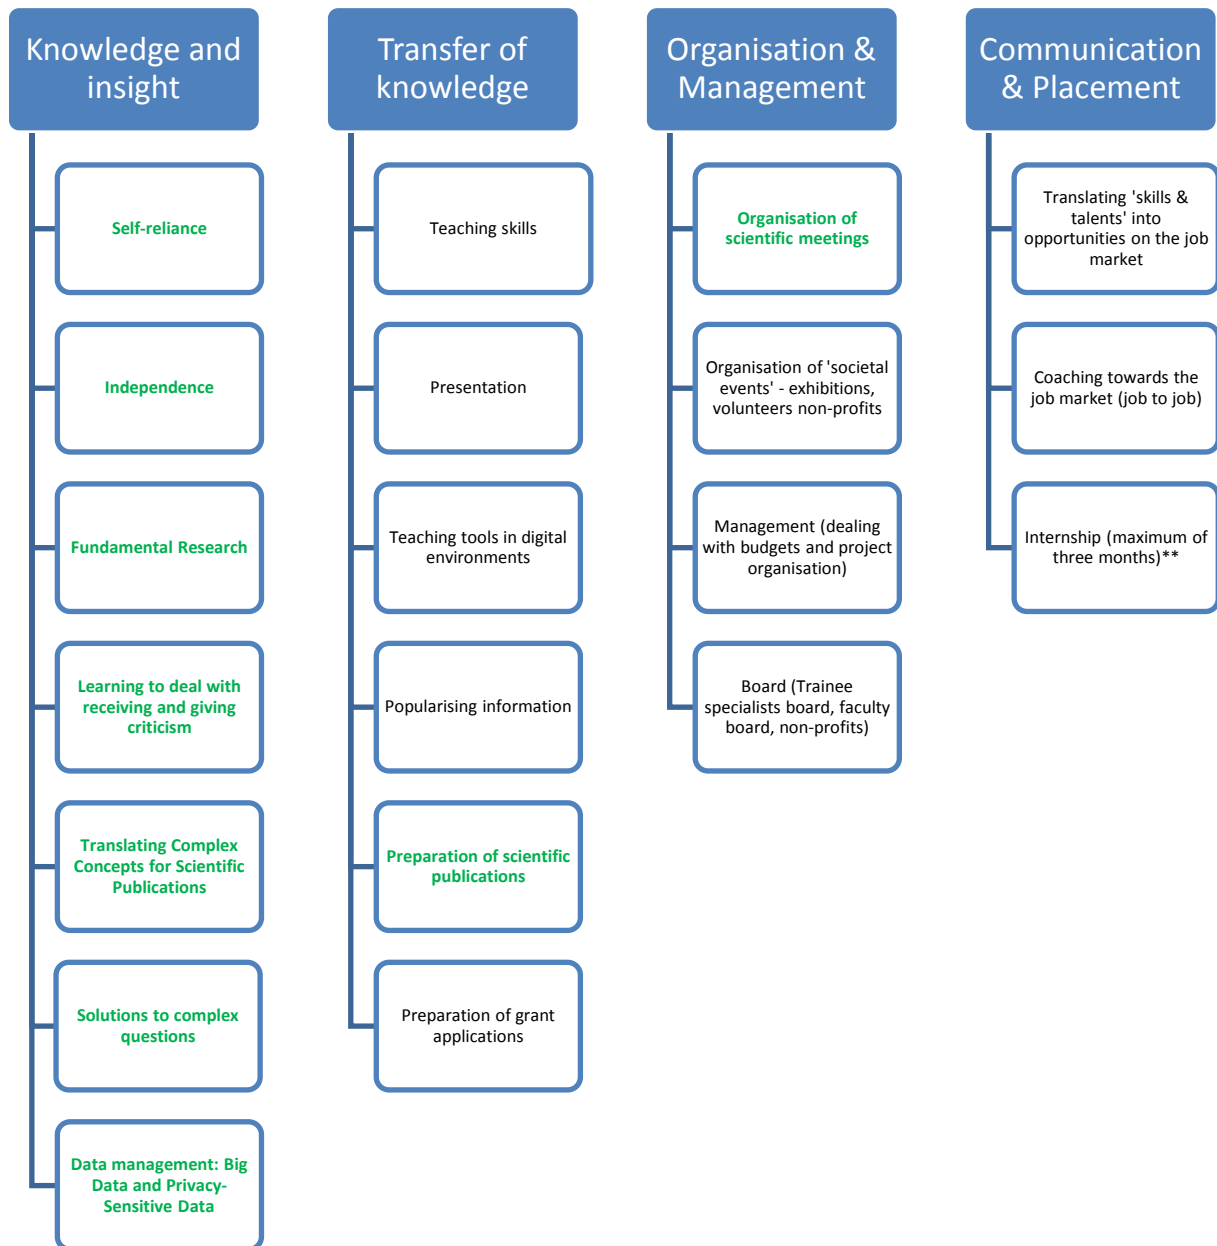 Knowledge and
insight
Self-reliance
Independence
Fundamental Research
Learning to deal with
receiving and giving
criticism
Translating Complex
Concepts for Scientific
Publications
Solutions to complex
questions
Data management: Big
Data and Privacy-
Sensitive Data
Transfer of
knowledge
Teaching skills
Presentation
Teaching tools in digital
environments
Popularising information
Preparation of scientific
publications
Preparation of grant
applications
Organisation &
Management
Organisation of
scientific meetings
Organisation of 'societal
events' - exhibitions,
volunteers non-profits
Management (dealing
with budgets and project
organisation)
Board (Trainee
specialists board, faculty
board, non-profits)
Communication
& Placement
Translating 'skills &
talents' into
opportunities on the job
market
Coaching towards the
job market (job to job)
Internship (maximum of
three months)**